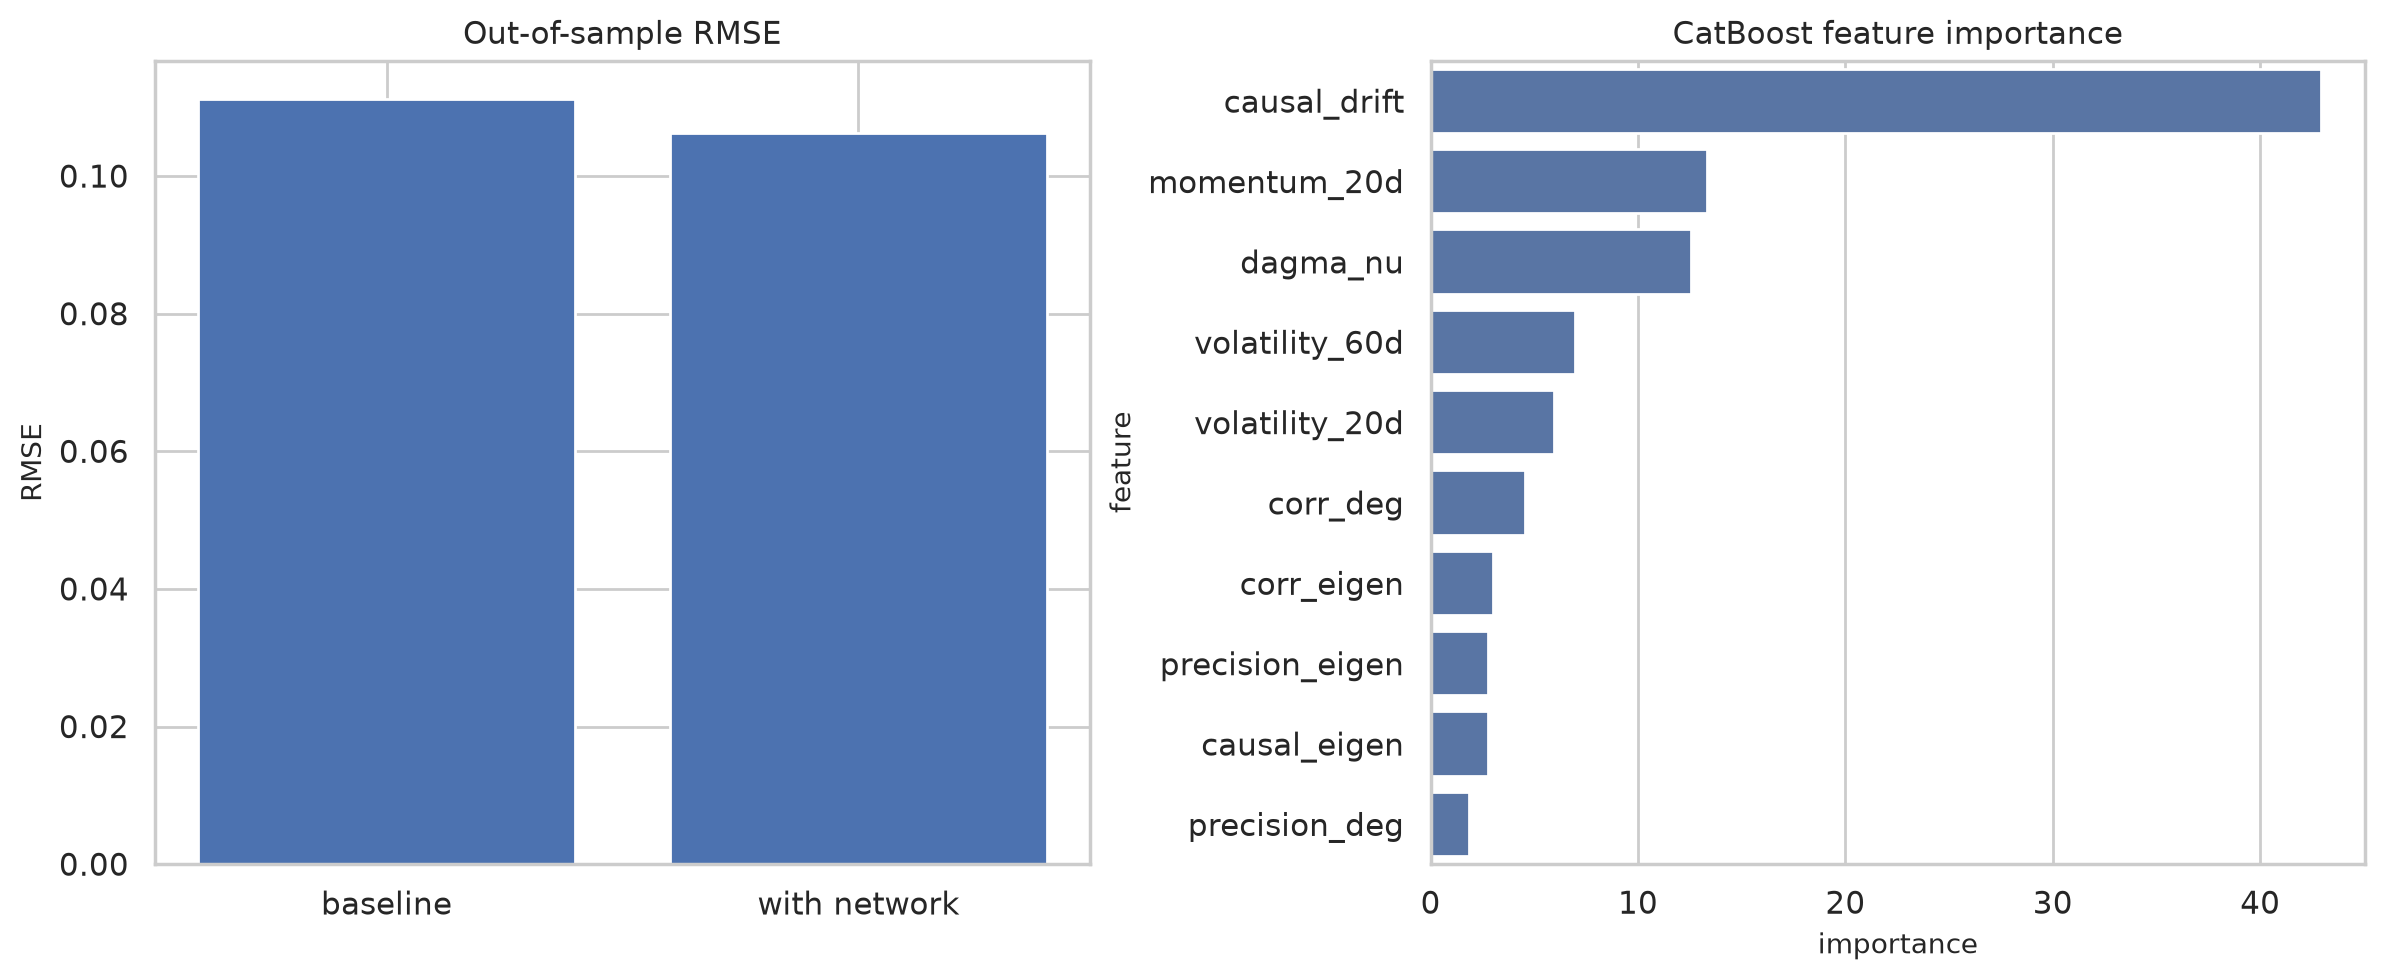 Out-of-sample RMSE
RMSE
0.10
0.08
0.06
0.04
0.02
0.00
baseline
with network
CatBoost feature importance
feature
causal_drift
momentum_20d
dagma_nu
volatility_60d
volatility_20d
corr_deg
corr_eigen
precision_eigen
causal_eigen
precision_deg
0
10
20
30
40
importance